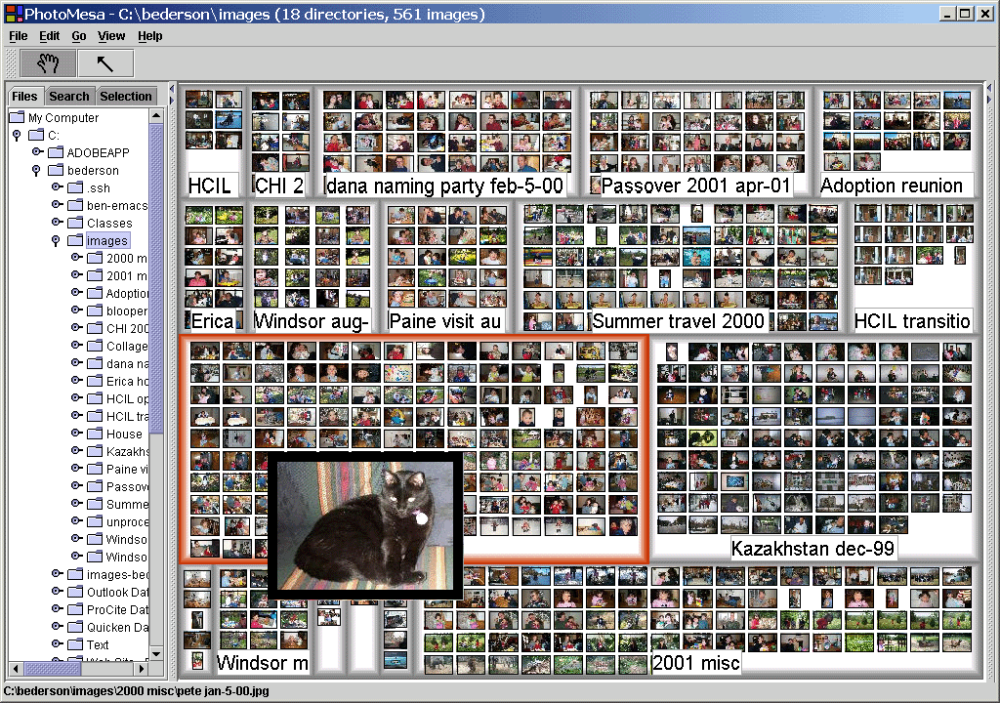 PhotoMesa - C:\bederson\images (18 directories, 561 images)
File Edit Go View Help
Files Search Selection
My Computer
C:
ADOBEAPP
bederson
.ssh
ben-emacs
Classes
images
2000 m
2001 m
Adoptio
blooper
CHI 200
Collage
dana na
Erica ho
HCIL op
HCIL tra
House
Kazakhs
Paine vi
Passov
Summe
unproce
Windso
Windso
images-bed
Outlook Dat
ProCite Dat
Quicken Da
Text
HCIL CHI 2 dana naming party feb-5-00 Passover 2001 apr-01 Adoption reunion
Erica Windsor aug- Paine visit au Summer travel 2000 HCIL transitio
Kazakhstan dec-99
Windsor m 2001 misc
C:\bederson\images\2000 misc\pete jan-5-00.jpg